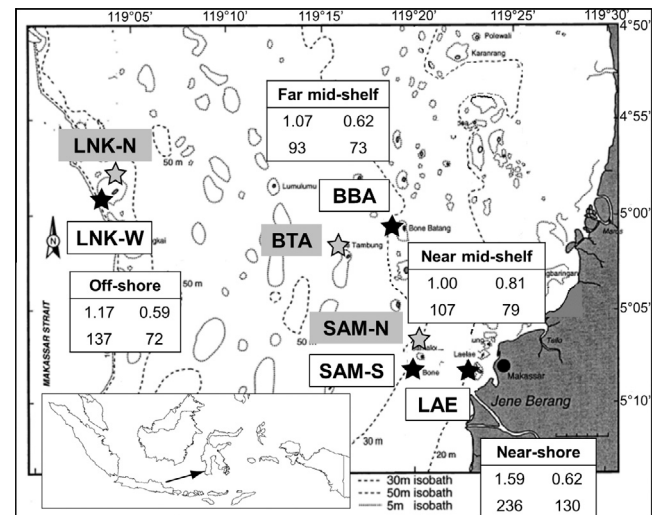 119°05' 119°10' 119°15' 119°20' 119°25' 119°30'
4°50'
Polewali
Karanrang
Far mid-shelf
1.07 0.62
93 73
4°55'
LNK-N
50 m
Lumulumu
BBA
LNK-W
Bone Batang
5°00'
N
BTA
Tambung
Near mid-shelf
1.00 0.81
107 79
Off-shore
1.17 0.59
137 72
50 m
50 m
5°05'
MAKASSAR STRAIT
SAM-N
SAM-S
Bone
Laelae
Makassar
LAE
Jene Berang
5°10'
30 m
20 m
Near-shore
1.59 0.62
236 130
30m isobath
50m isobath
5m isobath